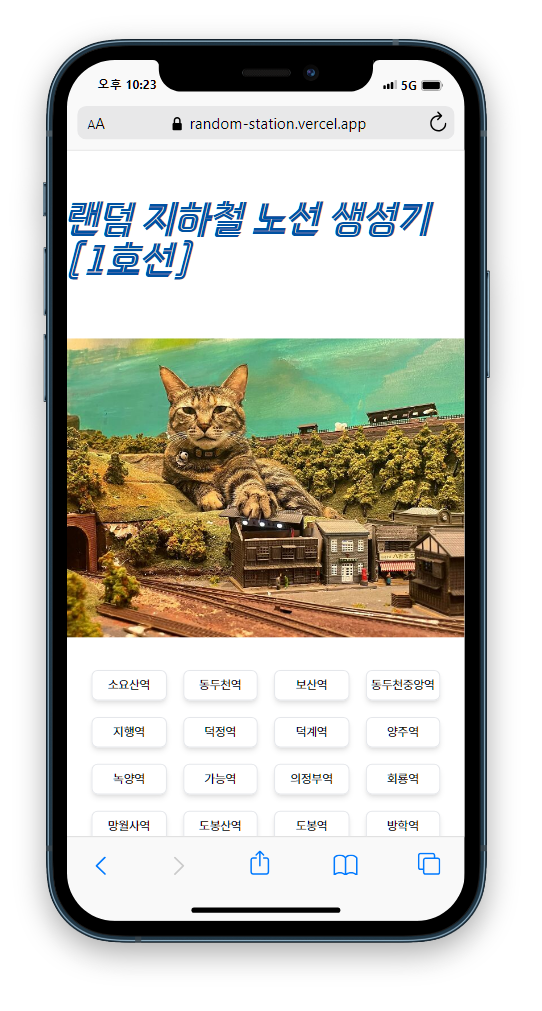 오후 10:23
5G
AA
random-station.vercel.app
랜덤 지하철 노선 생성기
[1호선]
소요산역 동두천역 보산역 동두천중앙역
지행역 덕정역 덕계역 양주역
녹양역 가능역 의정부역 회룡역
망월사역 도봉산역 도봉역 방학역